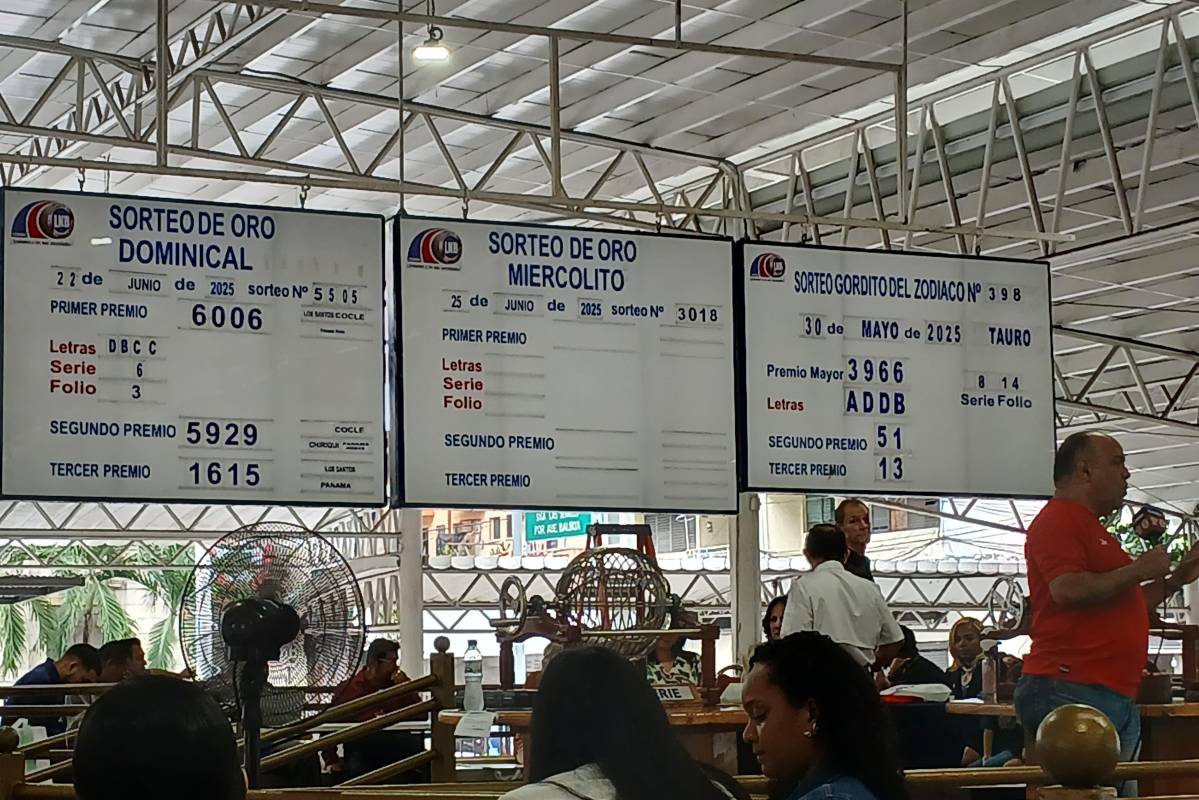 LNB
SORTEO DE ORO
DOMINICAL
22 de JUNIO de 2025 sorteo Nº 5505
PRIMER PREMIO 6006 LOS SANTOS COCLE
Letras DBCC
Serie 6
Folio 3
SEGUNDO PREMIO 5929 COCLE
CHIRIQUI
TERCER PREMIO 1615 LOS SANTOS
PANAMA
LNB
SORTEO DE ORO
MIERCOLITO
25 de JUNIO de 2025 sorteo Nº 3018
PRIMER PREMIO
Letras
Serie
Folio
SEGUNDO PREMIO
TERCER PREMIO
LNB
SORTEO GORDITO DEL ZODIACO Nº 398
30 de MAYO de 2025 TAURO
Premio Mayor 3966 8 14
Serie Folio
Letras ADDB
SEGUNDO PREMIO 51
TERCER PREMIO 13
POR AVE. BALBOA
SERIE